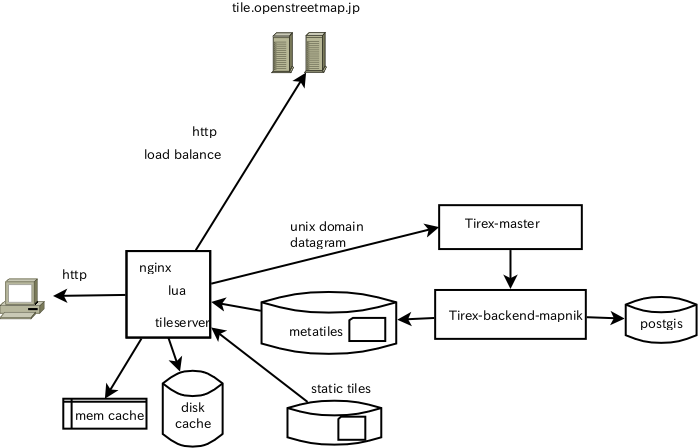 tile.openstreetmap.jp
http
load balance
unix domain
datagram
Tirex-master
nginx
lua
tileserver
http
metatiles
Tirex-backend-mapnik
postgis
static tiles
mem cache
disk
cache